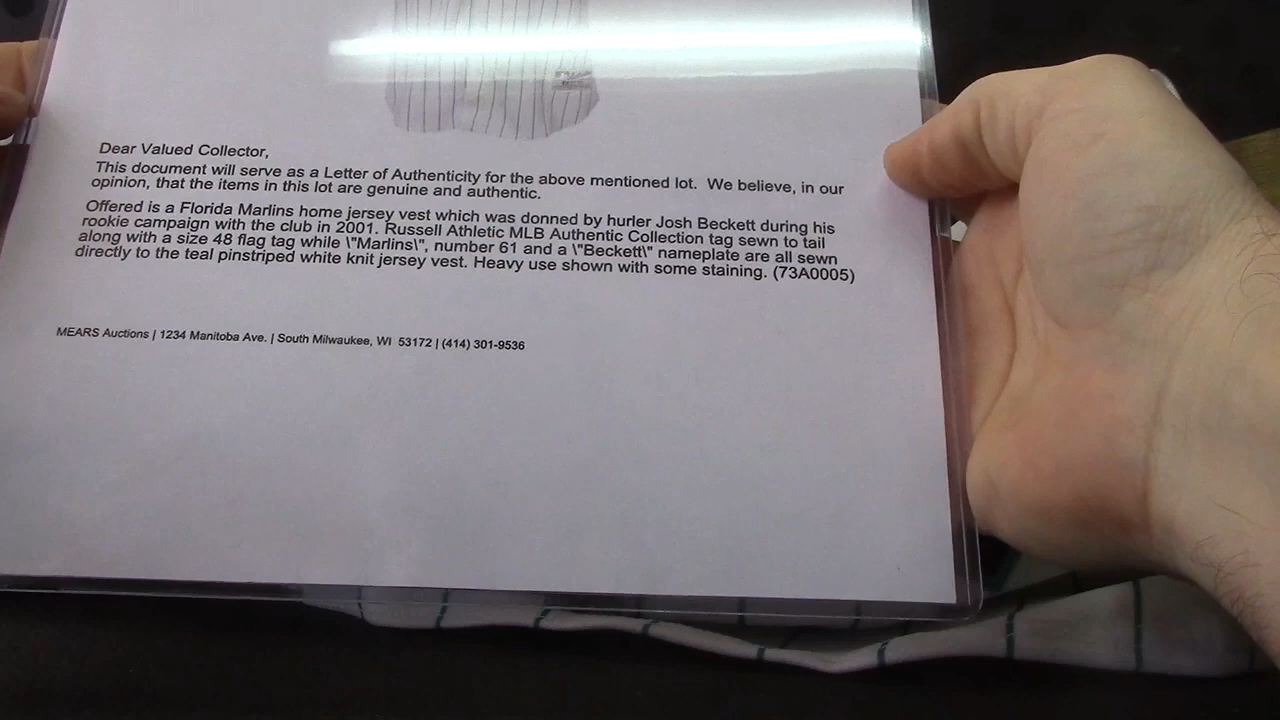 Dear Valued Collector,
This document will serve as a Letter of Authenticity for the above mentioned lot. We believe, in our
opinion, that the items in this lot are genuine and authentic.
Offered is a Florida Marlins home jersey vest which was donned by hurler Josh Beckett during his
rookie campaign with the club in 2001. Russell Athletic MLB Authentic Collection tag sewn to tail
along with a size 48 flag tag while \"Marlins\", number 61 and a \"Beckett\" nameplate are all sewn
directly to the teal pinstriped white knit jersey vest. Heavy use shown with some staining. (73A0005)
MEARS Auctions | 1234 Manitoba Ave. | South Milwaukee, WI 53172 | (414) 301-9536